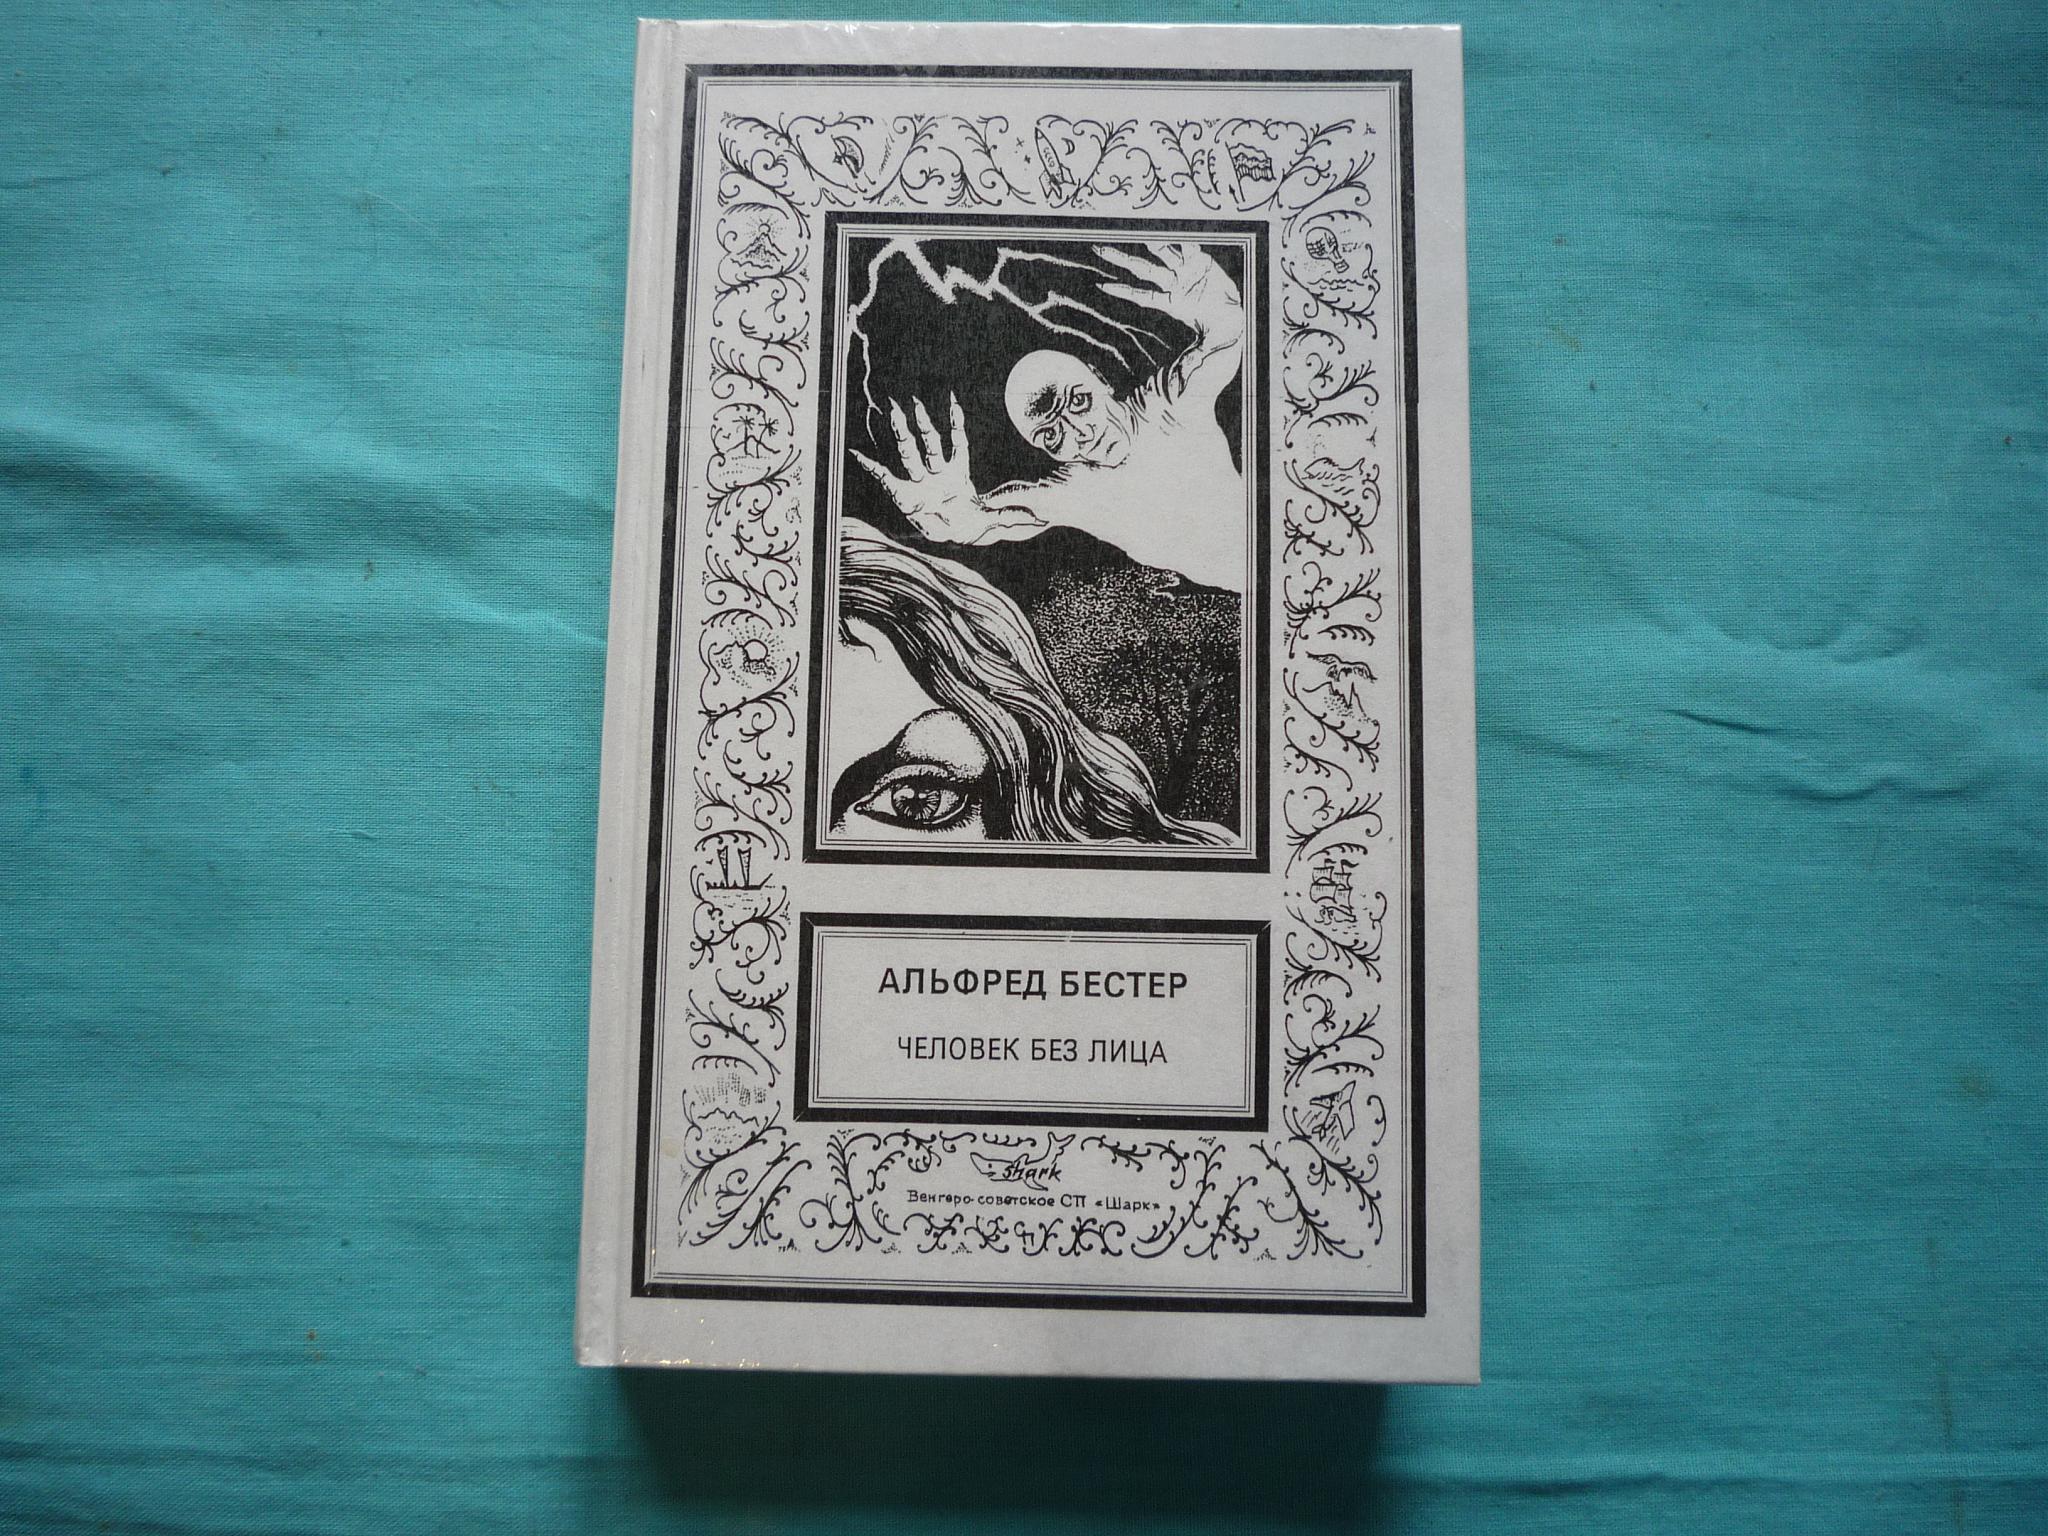 АЛЬФРЕД БЕСТЕР
ЧЕЛОВЕК БЕЗ ЛИЦА
Shark
Венгеро-советское СП «Шарк»